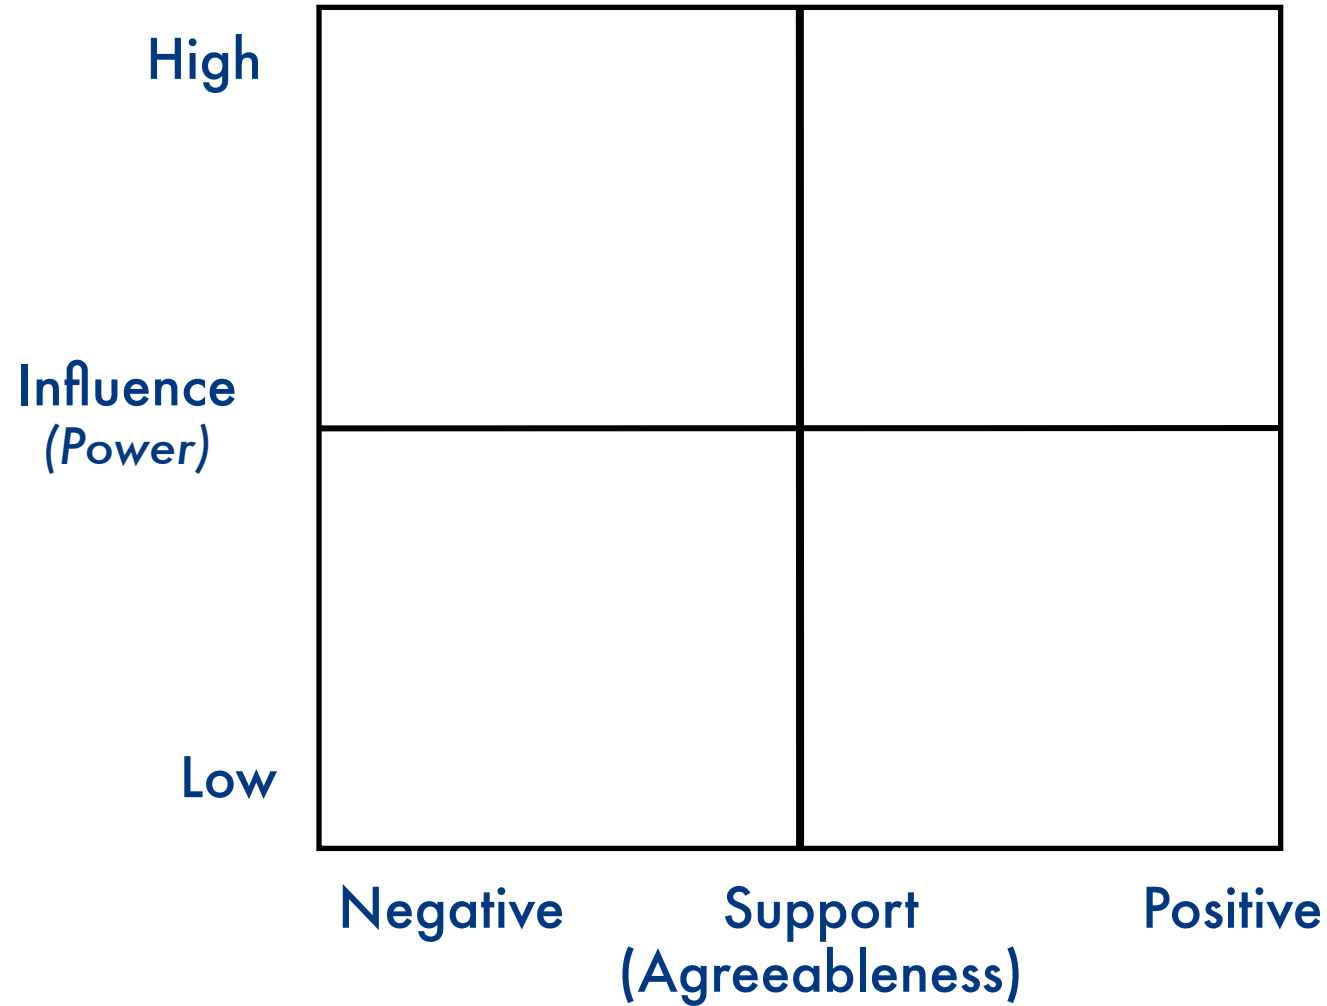 High
Influence
(Power)
Low
Negative
Support
Positive
(Agreeableness)